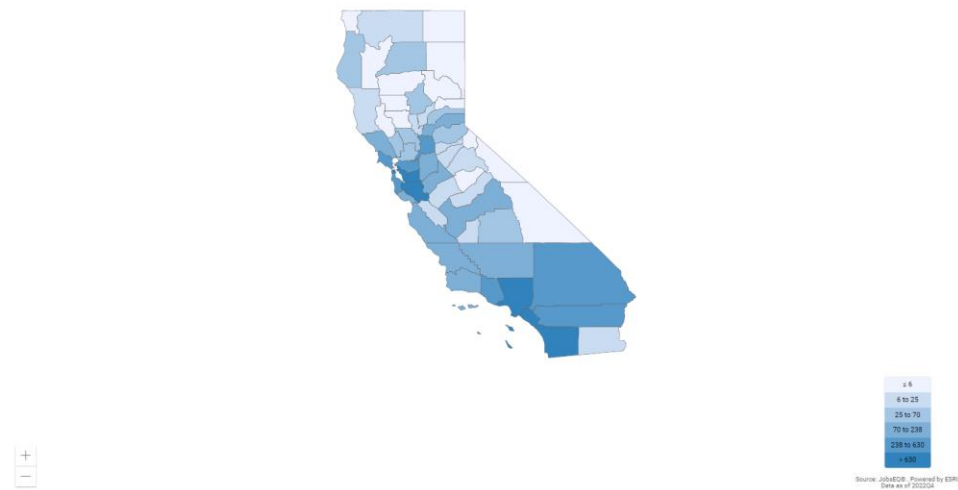 ≤ 6
6 to 25
25 to 70
70 to 238
238 to 630
> 630
Source: JobsEQ®, Powered by ESRI
Data as of 2022Q4
+
−